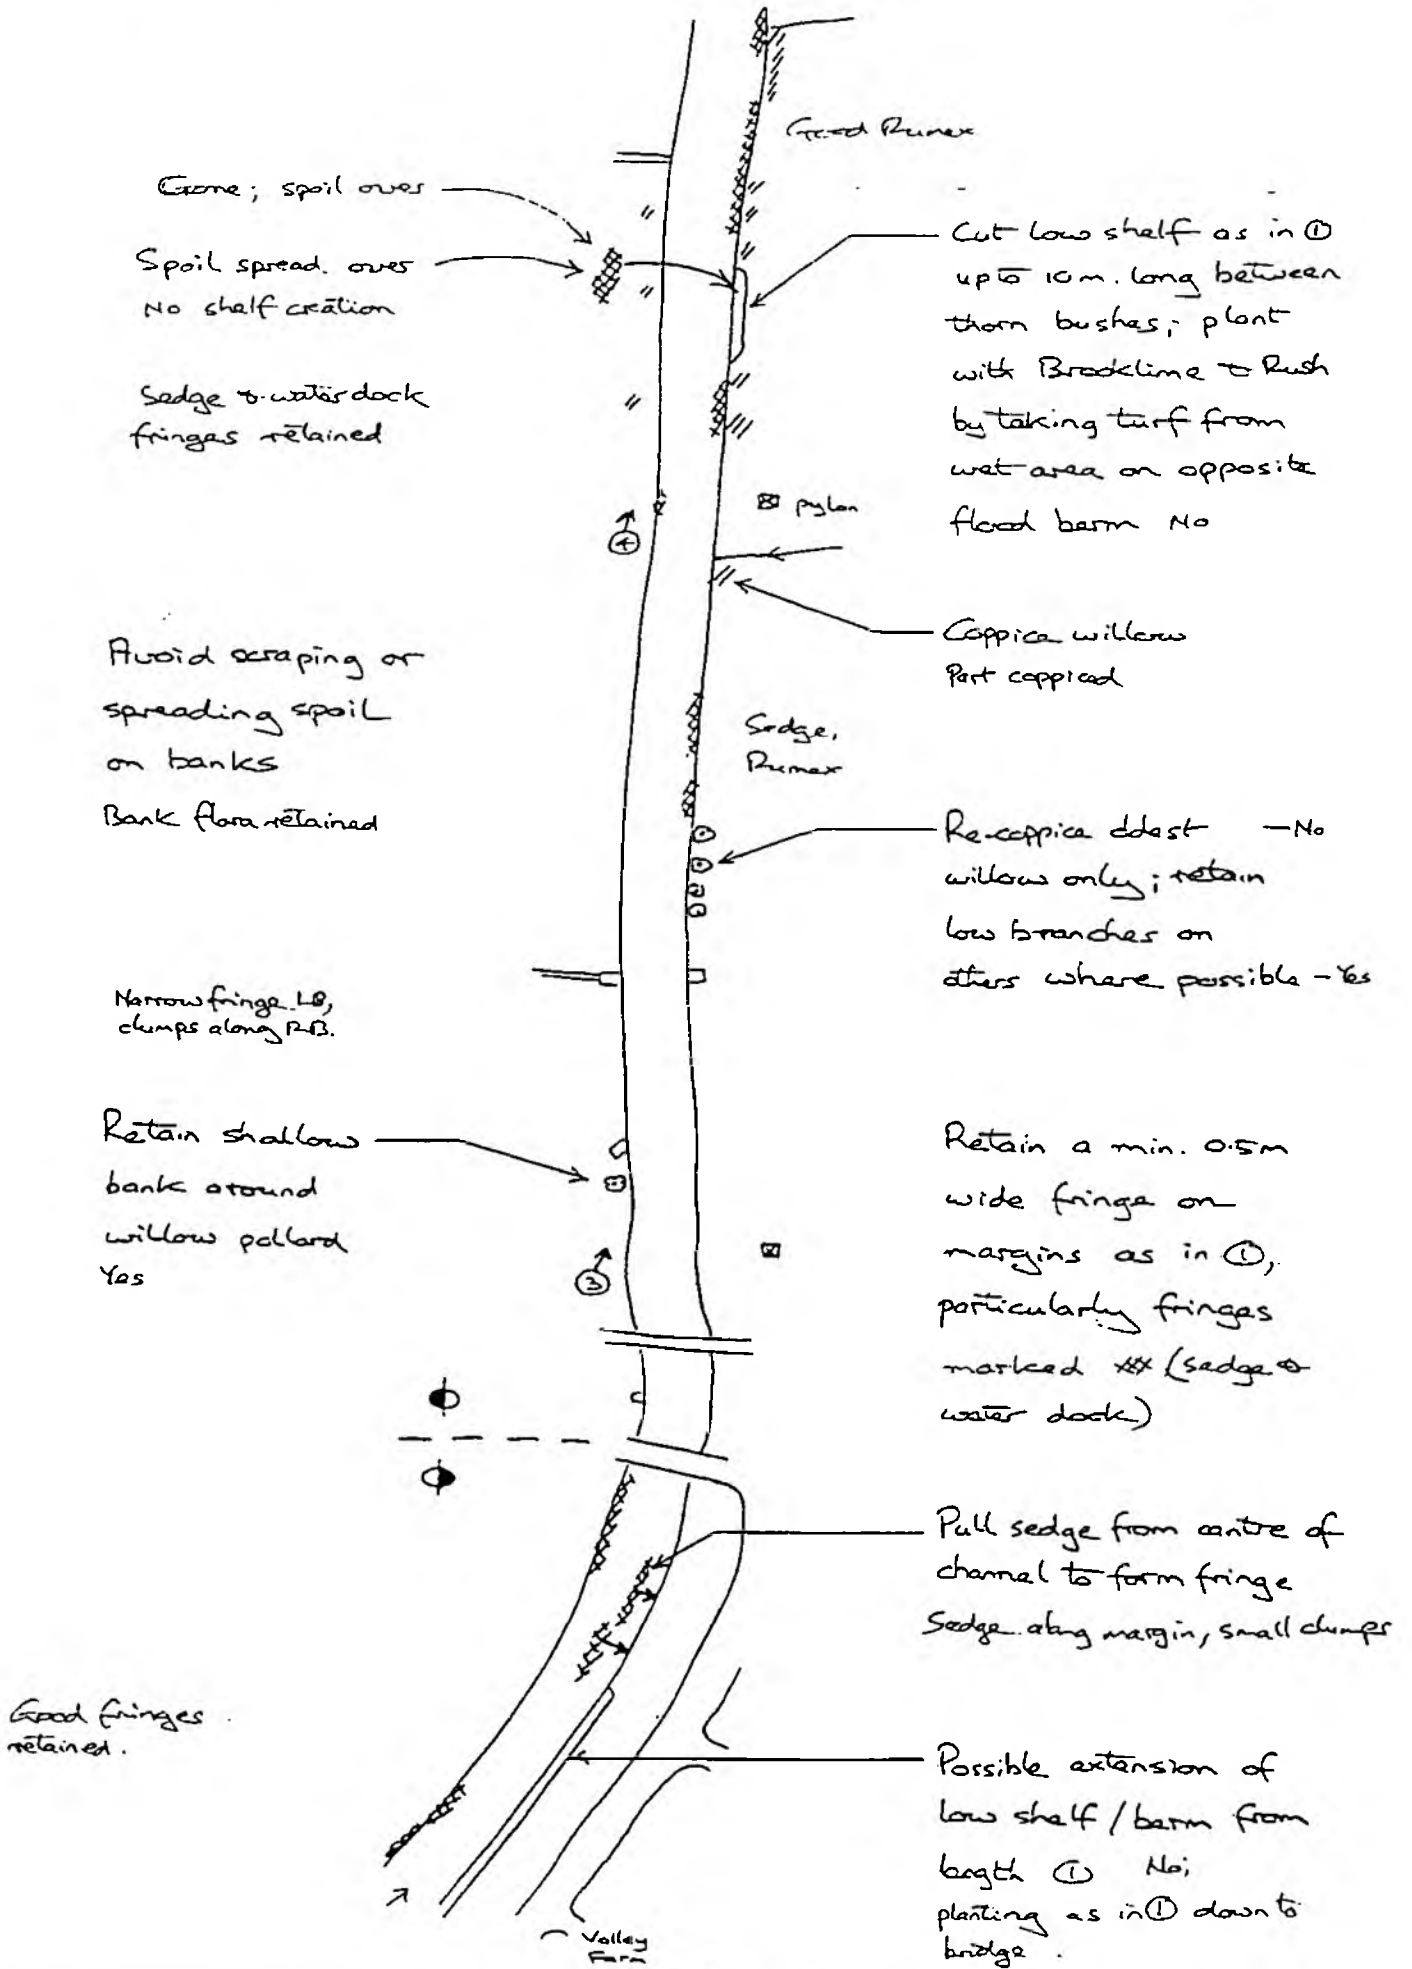 Good Rumex
Gone; spoil over
Spoil spread over
No shelf creation
Sedge & water dock
fringes retained
Cut low shelf as in ①
up to 10m. long between
thorn bushes; plant
with Brooklime & Rush
by taking turf from
wet area on opposite
flood berm No
pylon
④
Coppice willow
Part coppiced
Avoid scraping or
spreading spoil
on banks
Bank flora retained
Sedge,
Rumex
Re-coppice oldest - No
willow only; retain
low branches on
others where possible - Yes
Narrow fringe LB,
clumps along RB.
Retain shallow
bank around
willow pollard
Yes
③
Retain a min. 0.5m
wide fringe on
margins as in ①,
particularly fringes
marked xxx (sedge &
water dock)
Pull sedge from centre of
channel to form fringe
Sedge along margin, small clumps
Good fringes
retained.
Possible extension of
low shelf / berm from
length ① No;
planting as in ① down to
bridge.
Valley
Farm